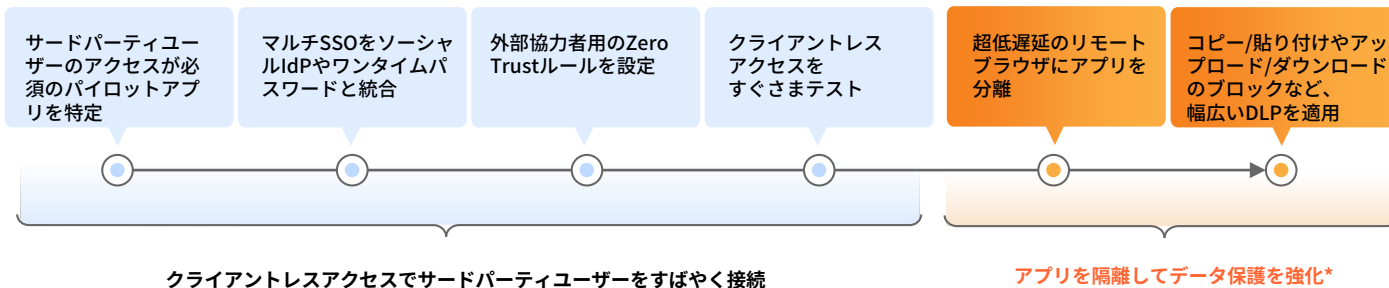 サードパーティユー
ザーのアクセスが必
須のパイロットアプ
リを特定
マルチSSOをソーシャ
ルIdPやワンタイムパ
スワードと統合
外部協力者用のZero
Trustルールを設定
クライアントレス
アクセスを
すぐさまテスト
超低遅延のリモート
ブラウザにアプリを
分離
コピー/貼り付けやアッ
プロード/ダウンロード
のブロックなど、
幅広いDLPを適用
クライアントレスアクセスでサードパーティユーザーをすばやく接続
アプリを隔離してデータ保護を強化*